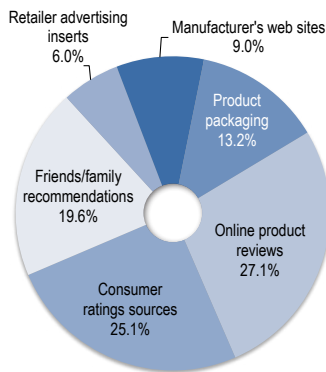 Retailer advertising
inserts
6.0%
Manufacturer's web sites
9.0%
Product
packaging
13.2%
Friends/family
recommendations
19.6%
Online product
reviews
27.1%
Consumer
ratings sources
25.1%